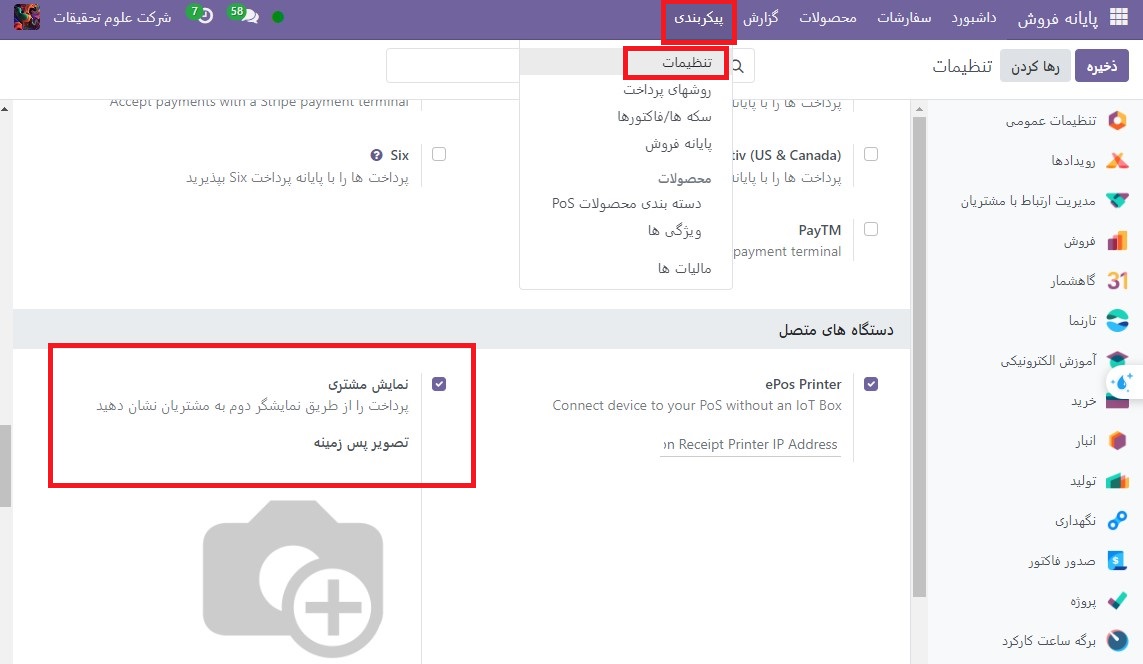 پایانه فروش
داشبورد
سفارشات
محصولات
گزارش
پیکربندی
58
7
شرکت علوم تحقیقات
ذخیره
رها کردن
تنظیمات
تنظیمات
روشهای پرداخت
سکه ها/فاکتورها
پایانه فروش
محصولات
دسته بندی محصولات PoS
ویژگی ها
مالیات ها
تنظیمات عمومی
رویدادها
مدیریت ارتباط با مشتریان
فروش
31 گاهشمار
تارنما
آموزش الکترونیکی
خرید
انبار
تولید
نگهداری
صدور فاکتور
پروژه
برگه ساعت کارکرد
پرداخت ها را با پایانه
Accept payments with a Stripe payment terminal
(US & Canada)
پرداخت ها را با پایانه
Six
پرداخت ها را با پایانه پرداخت Six بپذیرید
PayTM
payment terminal
دستگاه های متصل
ePos Printer
Connect device to your PoS without an IoT Box
Receipt Printer IP Address
نمایش مشتری
پرداخت را از طریق نمایشگر دوم به مشتریان نشان دهید
تصویر پس زمینه